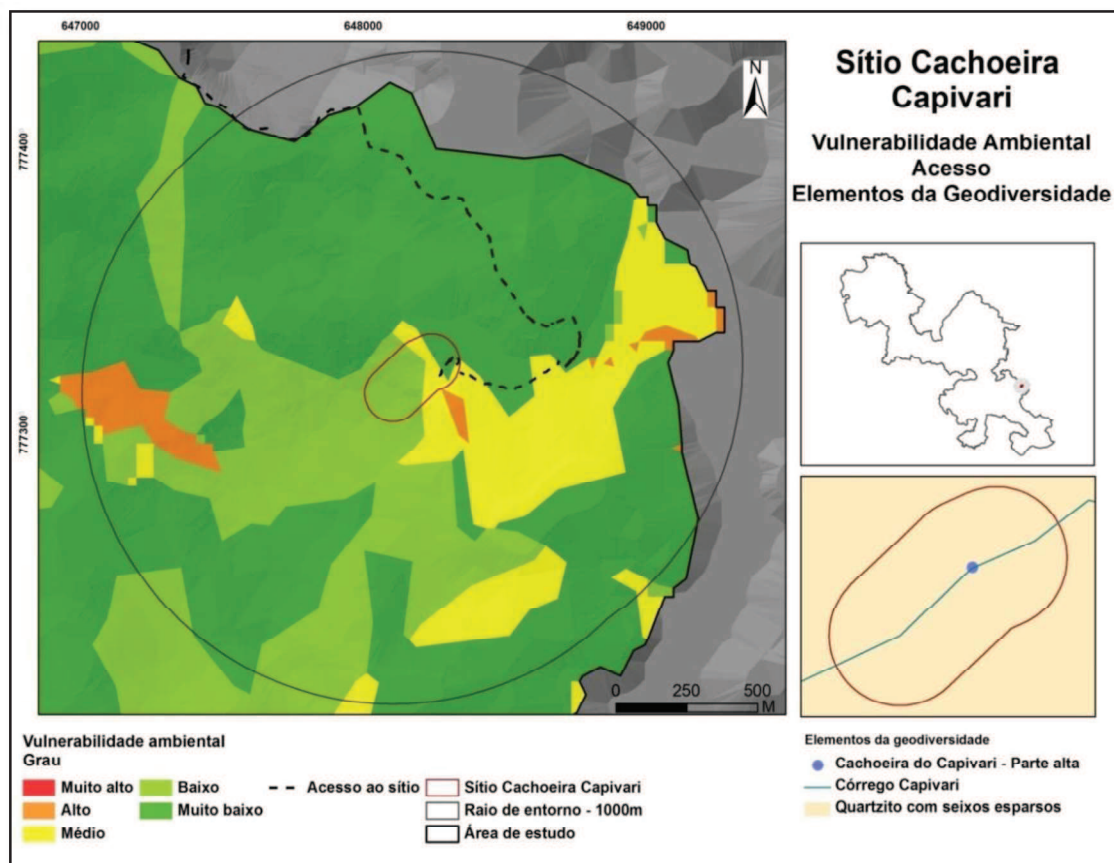 647000
648000
649000
777400
777300
N
0 250 500
M
Sítio Cachoeira
Capivari
Vulnerabilidade Ambiental
Acesso
Elementos da Geodiversidade
Vulnerabilidade ambiental
Grau
Muito alto
Alto
Médio
Baixo
Muito baixo
Acesso ao sítio
Sítio Cachoeira Capivari
Raio de entorno - 1000m
Área de estudo
Elementos da geodiversidade
Cachoeira do Capivari - Parte alta
Córrego Capivari
Quartzito com seixos esparsos